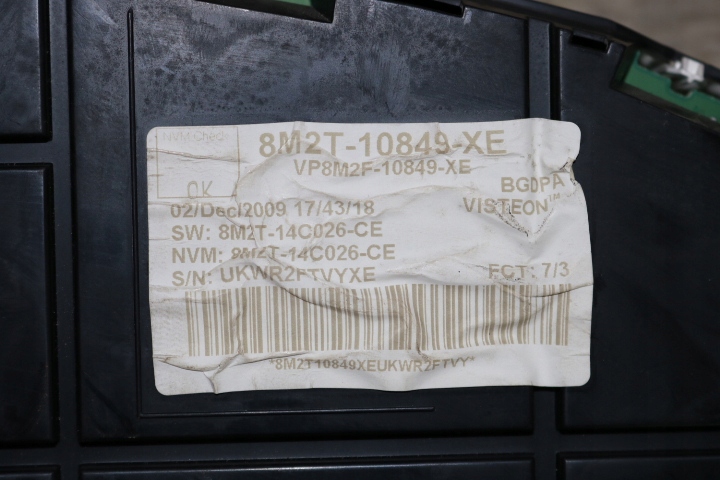 NVM Check
OK
8M2T-10849-XE
VP8M2F-10849-XE
BGDPA
VISTEON™
02/Dec/2009 17/43/18
SW: 8M2T-14C026-CE
NVM: 8M2T-14C026-CE
S/N: UKWR2FTVYXE
FCT: 7/3
*8M2T10849XEUKWR2FTVY*